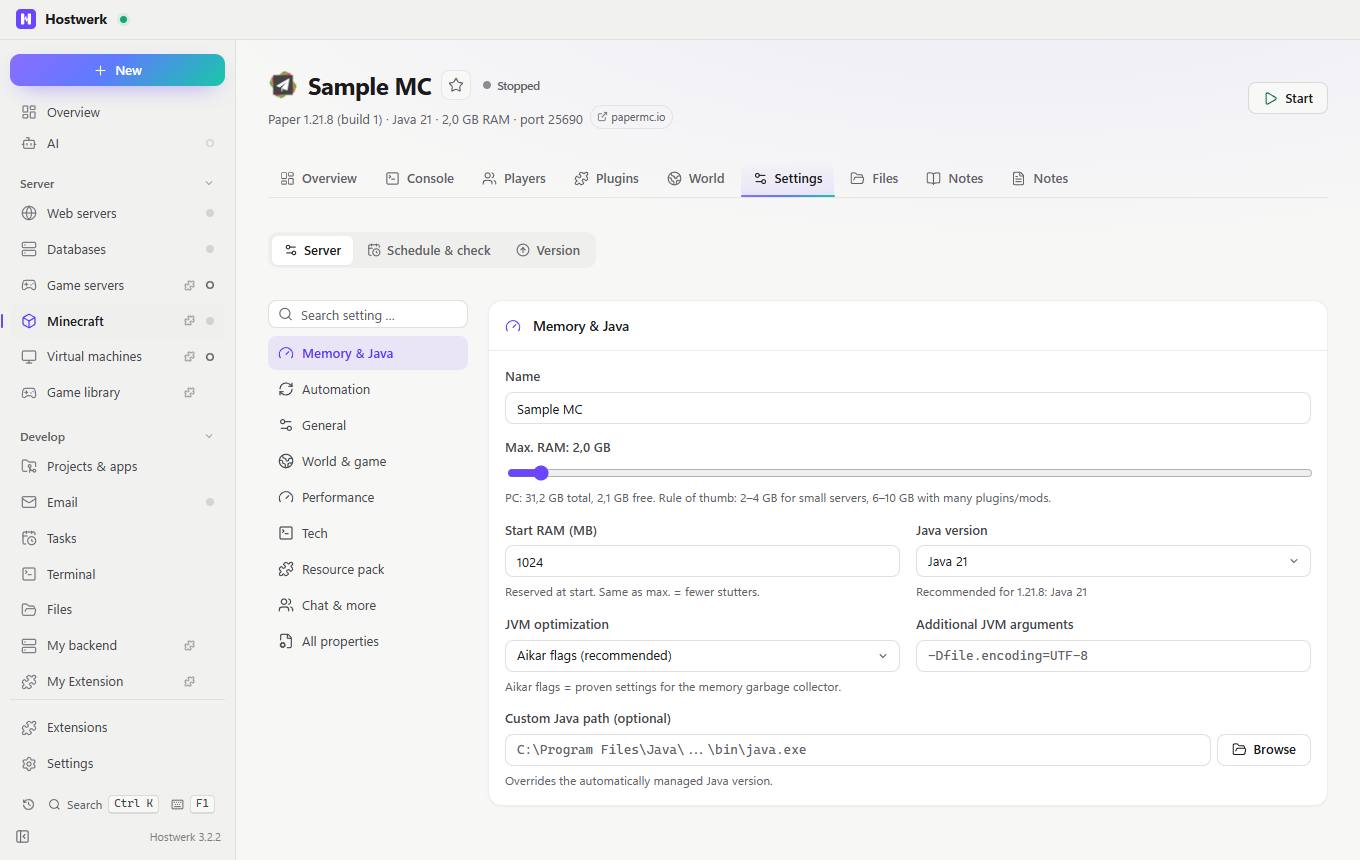 Hostwerk
New
Overview
AI
Server
Web servers
Databases
Game servers
Minecraft
Virtual machines
Game library
Develop
Projects & apps
Email
Tasks
Terminal
Files
My backend
My Extension
Extensions
Settings
Search Ctrl K F1
Hostwerk 3.2.2
Sample MC Stopped
Paper 1.21.8 (build 1) · Java 21 · 2,0 GB RAM · port 25690 papermc.io
Start
Overview Console Players Plugins World Settings Files Notes Notes
Server Schedule & check Version
Search setting ...
Memory & Java
Automation
General
World & game
Performance
Tech
Resource pack
Chat & more
All properties
Memory & Java
Name
Sample MC
Max. RAM: 2,0 GB
PC: 31,2 GB total, 2,1 GB free. Rule of thumb: 2–4 GB for small servers, 6–10 GB with many plugins/mods.
Start RAM (MB) Java version
1024 Java 21
Reserved at start. Same as max. = fewer stutters. Recommended for 1.21.8: Java 21
JVM optimization Additional JVM arguments
Aikar flags (recommended) -Dfile.encoding=UTF-8
Aikar flags = proven settings for the memory garbage collector.
Custom Java path (optional)
C:\Program Files\Java\...\bin\java.exe Browse
Overrides the automatically managed Java version.